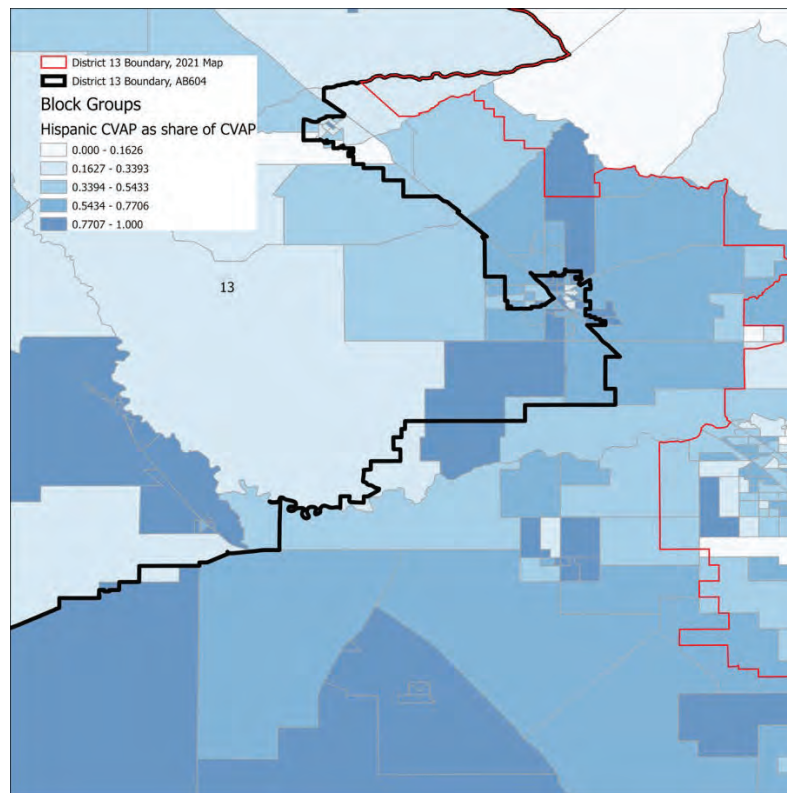 District 13 Boundary, 2021 Map
District 13 Boundary, AB604
Block Groups
Hispanic CVAP as share of CVAP
0.000 - 0.1626
0.1627 - 0.3393
0.3394 - 0.5433
0.5434 - 0.7706
0.7707 - 1.000
13